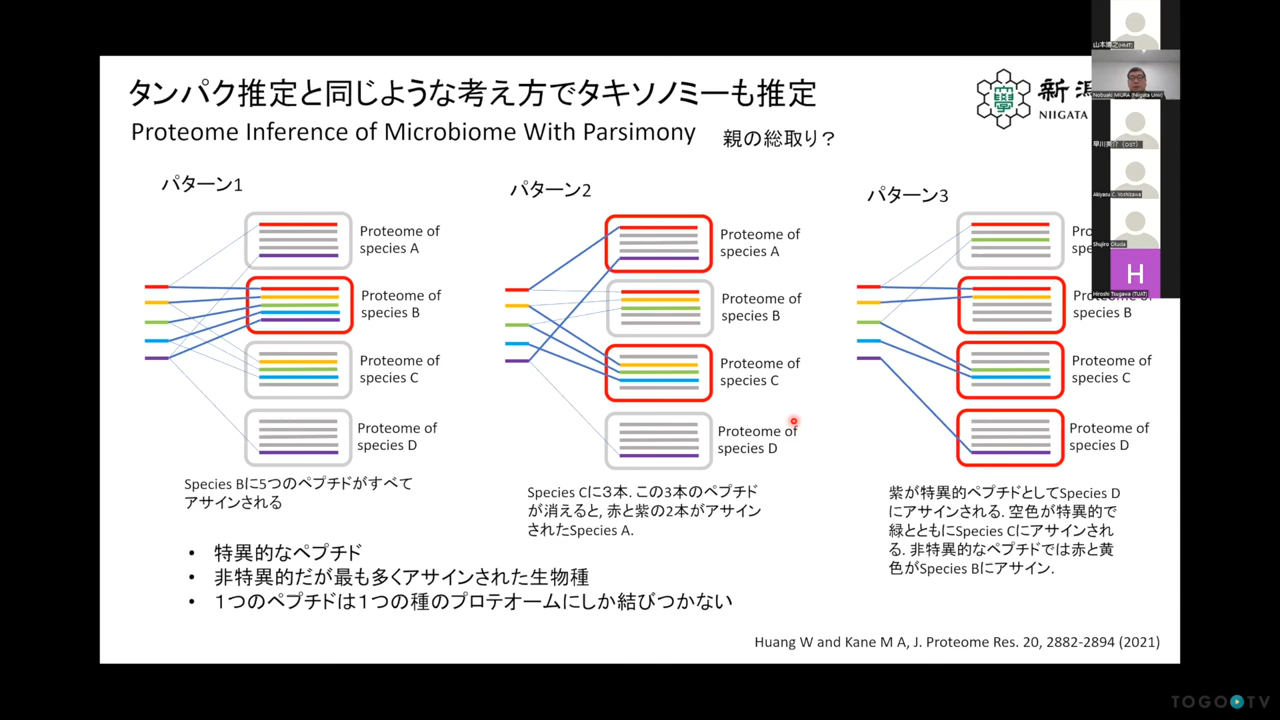 タンパク推定と同じような考え方でタキソノミーも推定
Proteome Inference of Microbiome With Parsimony
親の総取り？
NIIGATA
パターン1
Proteome of
species A
Proteome of
species B
Proteome of
species C
Proteome of
species D
Species Bに5つのペプチドがすべて
アサインされる
パターン2
Proteome of
species A
Proteome of
species B
Proteome of
species C
Proteome of
species D
Species Cに３本. この3本のペプチド
が消えると, 赤と紫の2本がアサイン
されたSpecies A.
パターン3
Proteome of
species B
Proteome of
species C
Proteome of
species D
紫が特異的ペプチドとしてSpecies D
にアサインされる. 空色が特異的で
緑とともにSpecies Cにアサインされ
る. 非特異的なペプチドでは赤と黄
色がSpecies Bにアサイン.
• 特異的なペプチド
• 非特異的だが最も多くアサインされた生物種
• １つのペプチドは１つの種のプロテオームにしか結びつかない
Huang W and Kane M A, J. Proteome Res. 20, 2882-2894 (2021)
Nobuaki MIURA (Niigata Univ)
Akiyasu C. Yoshizawa
Shujiro Okuda
H
Hiroshi Tsugawa (TUAT)
TOGO TV